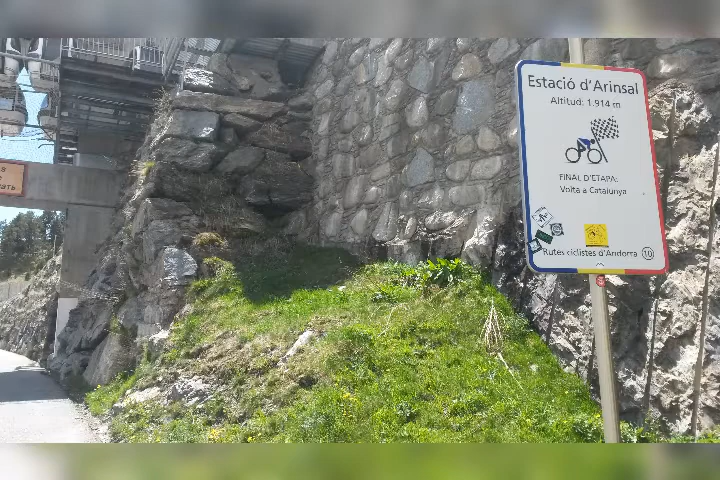 Estació d'Arinsal
Altitud: 1.914 m
FINAL D'ETAPA:
Volta a Catalunya
Rutes ciclistes d'Andorra 10